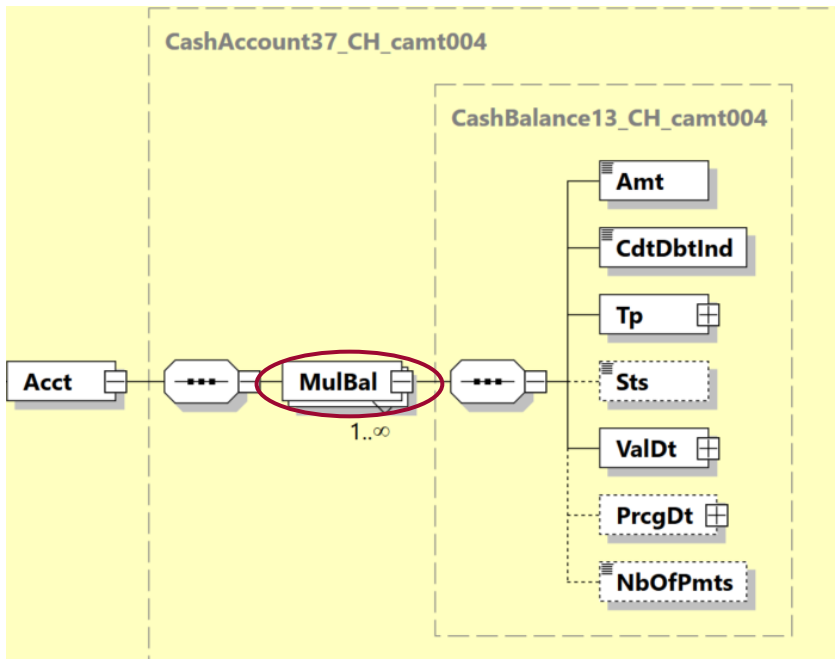 CashAccount37_CH_camt004
CashBalance13_CH_camt004
Amt
CdtDbtInd
Tp
Acct
MulBal
1..∞
Sts
ValDt
PrcgDt
NbOfPmts